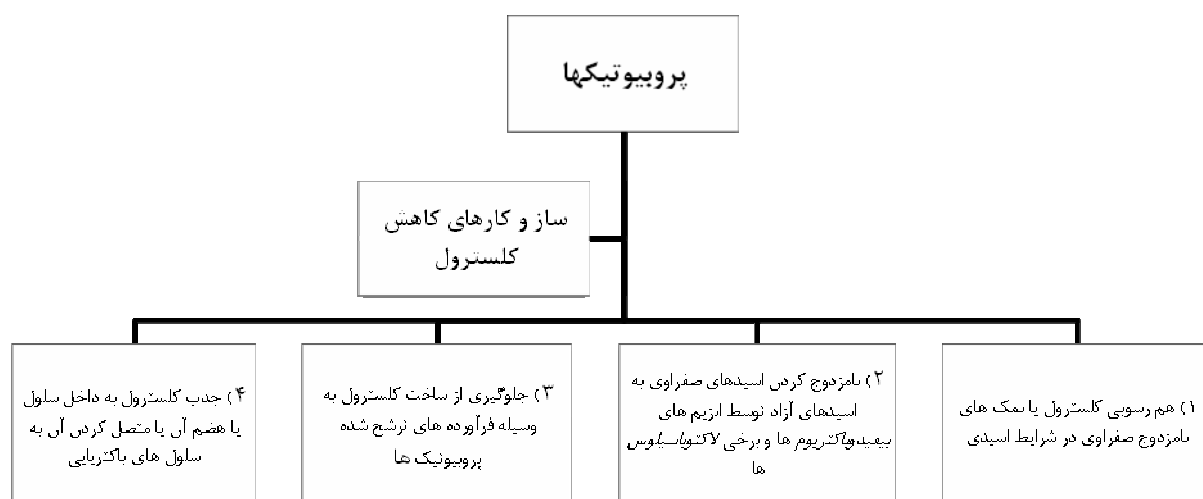 پروبیوتیکها
ساز و کارهای کاهش
کلسترول
۱) هم رسوبی کلسترول با نمک های
نامزدوج صفراوی در شرایط اسیدی
۲) نامزدوج کردن اسیدهای صفراوی به
اسیدهای آزاد توسط انزیم های
بیفیدوباکتریوم ها و برخی لاکتوباسیلوس
ها
۳) جلوگیری از ساخت کلسترول به
وسیله فرآورده های ترشح شده
پروبیوتیک ها
۴) جذب کلسترول به داخل سلول
یا هضم آن یا متصل کردن آن به
سلول های باکتریایی